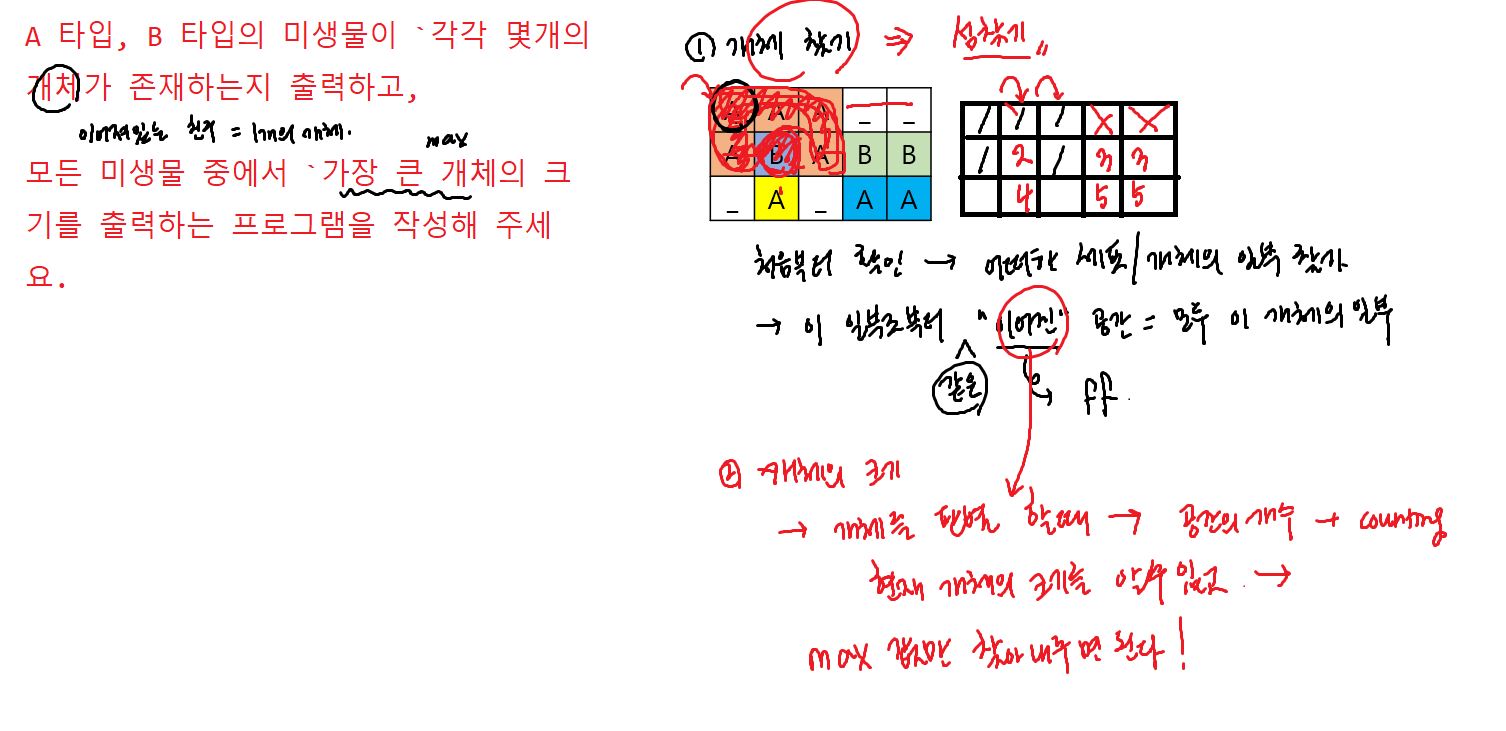 A 타입, B 타입의 미생물이 `각각 몇개의
개체가 존재하는지 출력하고,
이어져있는 친구 = 1개의 개체.
max
모든 미생물 중에서 `가장 큰 개체의 크
기를 출력하는 프로그램을 작성해 주세
요.
① 개체 찾기 ⇒ 섬찾기
A A A _ _
A B A B B
_ A _ A A
1 1 1 X X
1 2 1 3 3
4 5 5
처음부터 확인 → 어떠한 세포/개체의 일부 찾기
→ 이 일부로부터 "이어진" 공간 = 모두 이 개체의 일부
같은
ff.
② 개체의 크기
→ 개체를 판별 할때 → 공간의 개수 → counting
현재 개체의 크기를 알수 있고. →
max 값만 찾아내주면 된다!